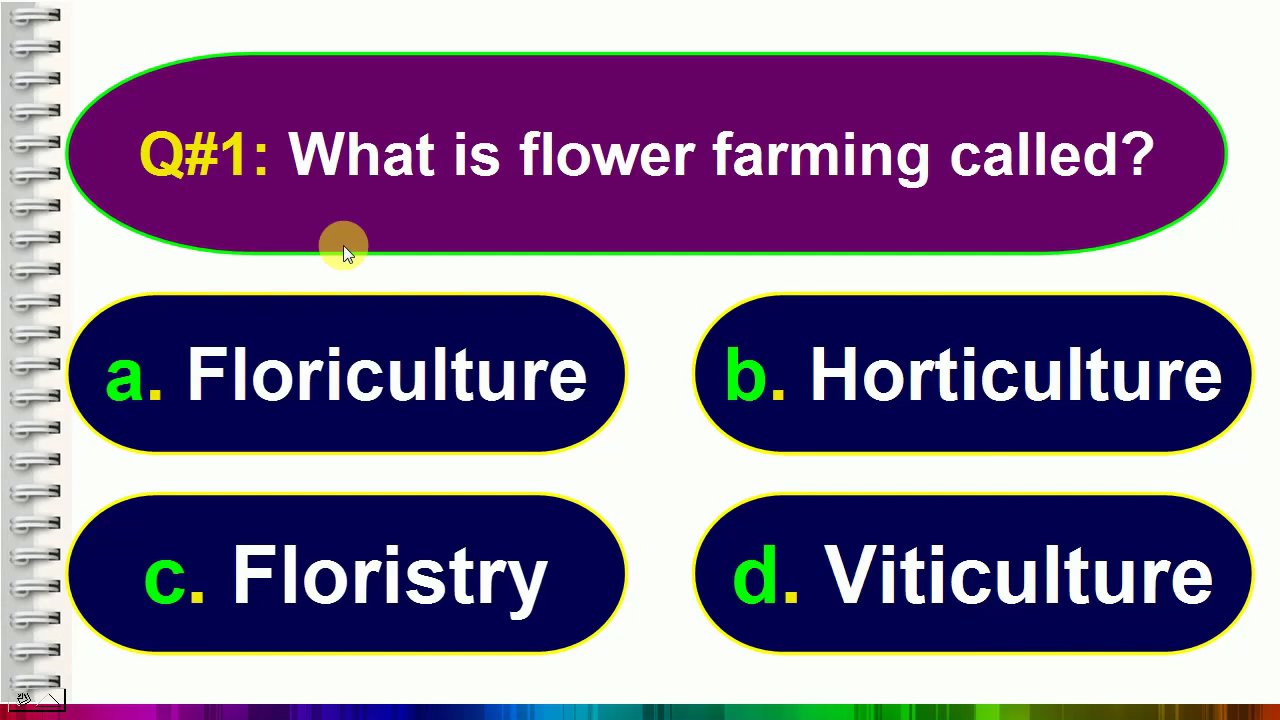 Q#1: What is flower farming called?
a. Floriculture
b. Horticulture
c. Floristry
d. Viticulture